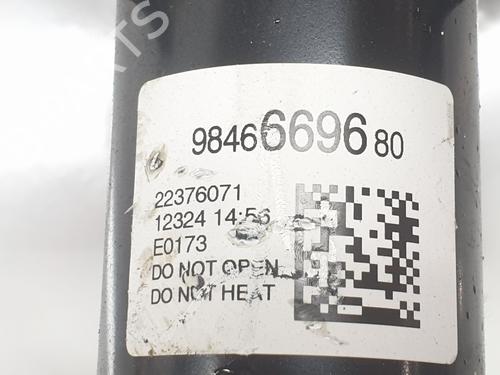 9846669680
22376071
12324 14:56
E0173
DO NOT OPEN
DO NOT HEAT